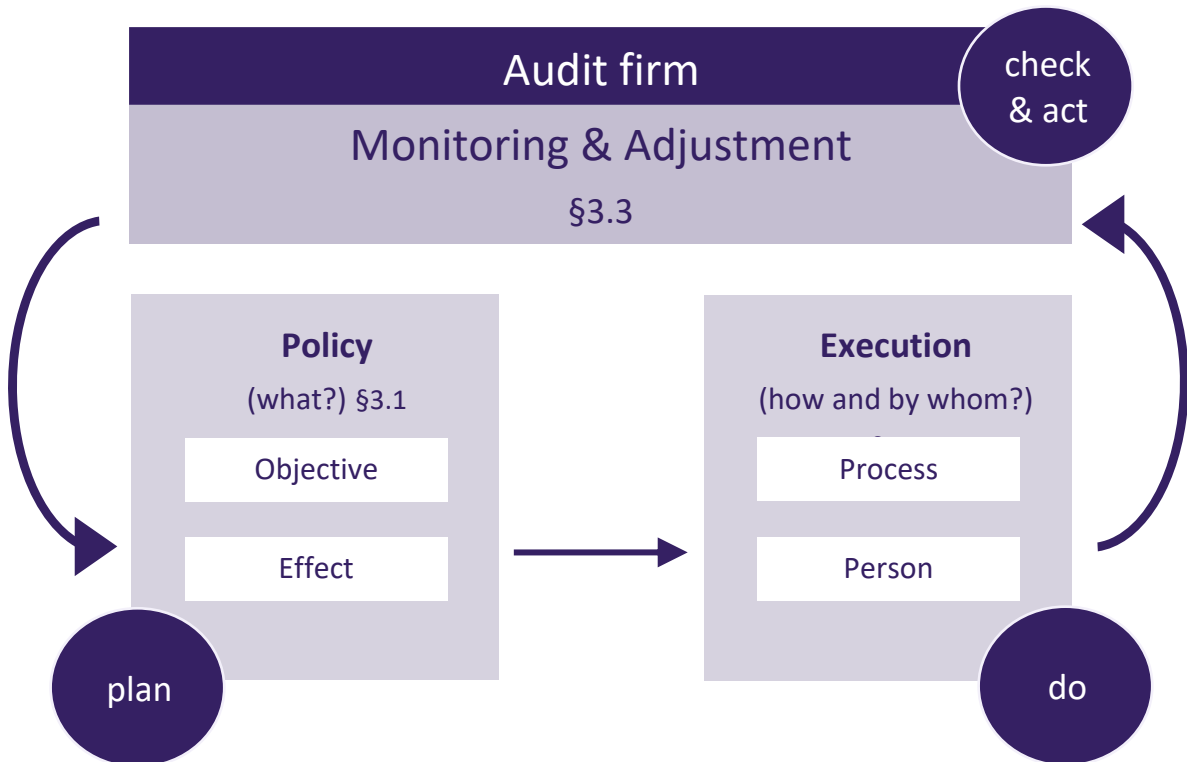 Audit firm
check
& act
Monitoring & Adjustment
§3.3
Policy
(what?) §3.1
Objective
Effect
plan
Execution
(how and by whom?)
Process
Person
do